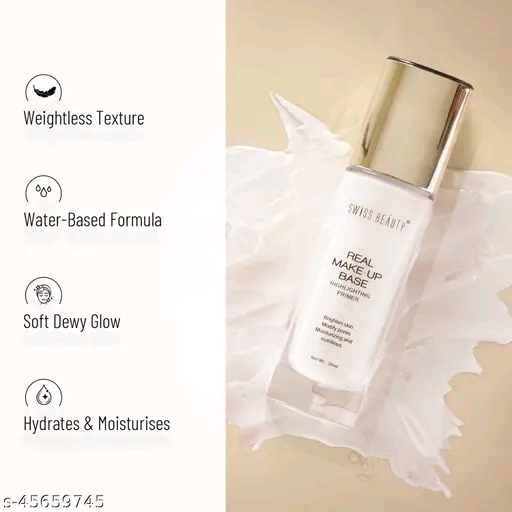 Weightless Texture
Water-Based Formula
Soft Dewy Glow
Hydrates & Moisturises
SWISS BEAUTY
REAL
MAKE UP
BASE
HIGHLIGHTING
PRIMER
Brighten skin
Modify pores
Moisturizing and
nutritious
s-45659745